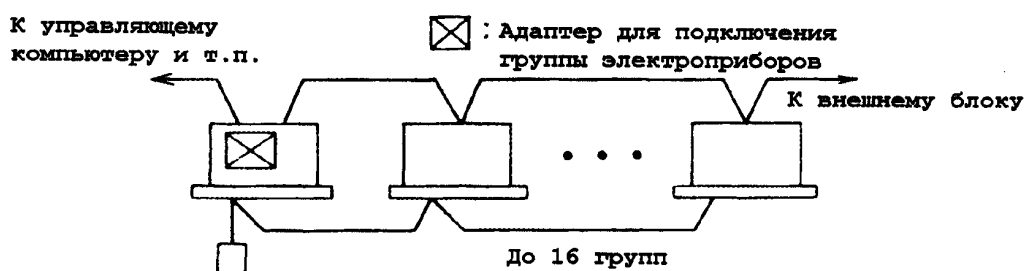 К управляющему
компьютеру и т.п.
: Адаптер для подключения
группы электроприборов
К внешнему блоку
До 16 групп